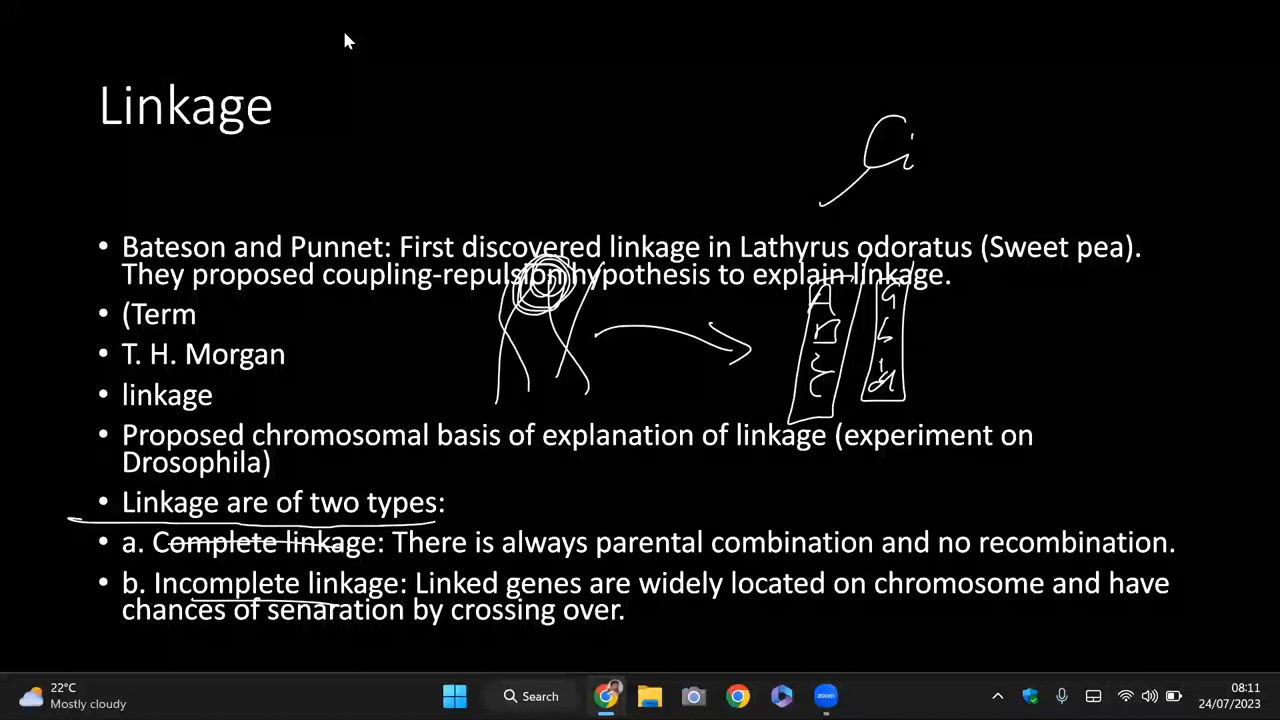 Linkage
• Bateson and Punnet: First discovered linkage in Lathyrus odoratus (Sweet pea).
They proposed coupling-repulsion hypothesis to explain linkage.
• (Term
• T. H. Morgan
• linkage
• Proposed chromosomal basis of explanation of linkage (experiment on
Drosophila)
• Linkage are of two types:
• a. Complete linkage: There is always parental combination and no recombination.
• b. Incomplete linkage: Linked genes are widely located on chromosome and have
chances of senaration by crossing over.
22°C
Mostly cloudy
Search
zoom
08:11
24/07/2023